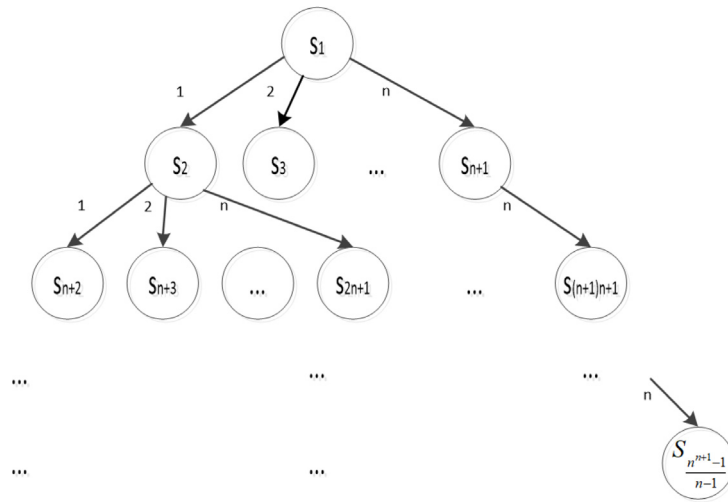 S1
1 2 n
S2 S3 ... Sn+1
1 2 n n
Sn+2 Sn+3 ... S2n+1 ... S(n+1)n+1
... ... ...
n
S(n^(n+1)-1)/(n-1)
... ...